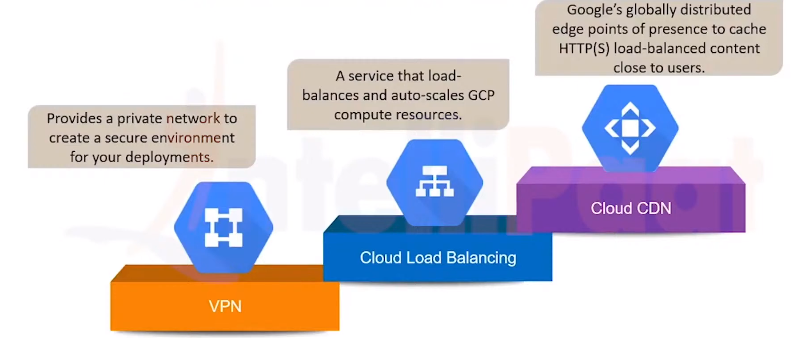 Google's globally distributed
edge points of presence to cache
HTTP(S) load-balanced content
close to users.
A service that load-
balances and auto-scales GCP
compute resources.
Provides a private network to
create a secure environment
for your deployments.
Cloud CDN
Cloud Load Balancing
VPN
intelliPaat